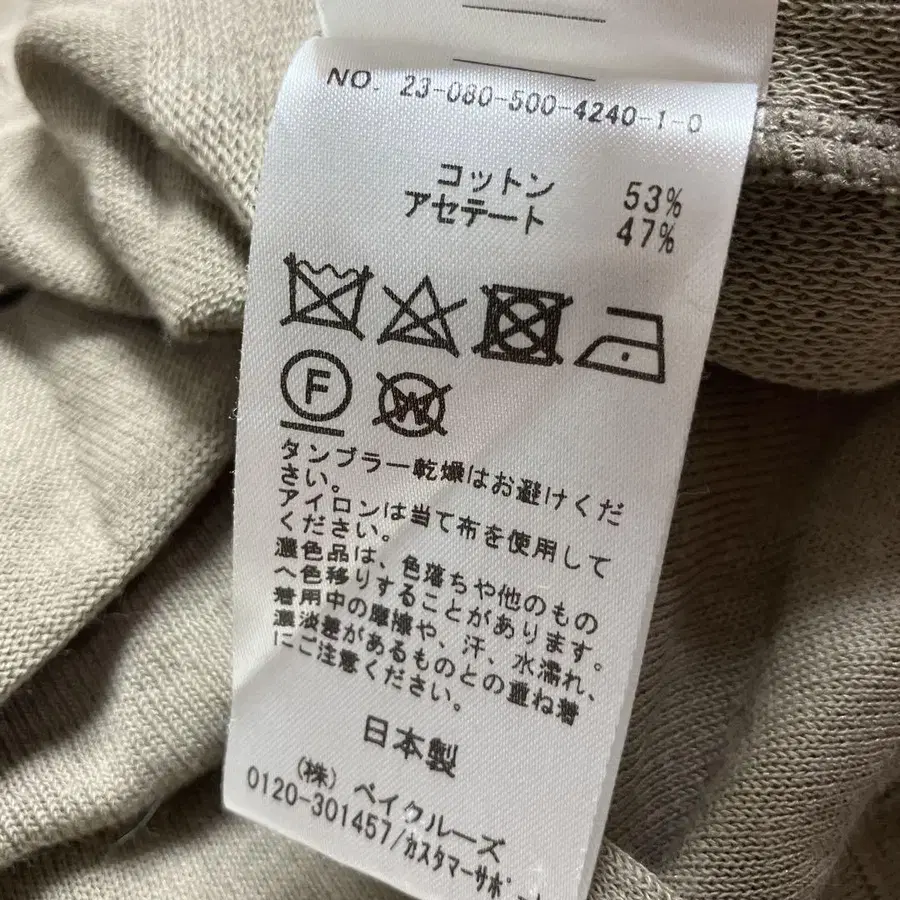 NO. 23-080-500-4240-1-0
コットン 53%
アセテート 47%
F
W
タンブラー乾燥はお避けくだ
さい。
アイロンは当て布を使用して
ください。
濃色品は、色落ちや他のもの
へ色移りすることがあります。
着用中の摩擦や、汗、水濡れ、
濃淡差があるものとの重ね着
にご注意ください。
日本製
(株) ベイクルーズ
0120-301457/カスタマーサポ